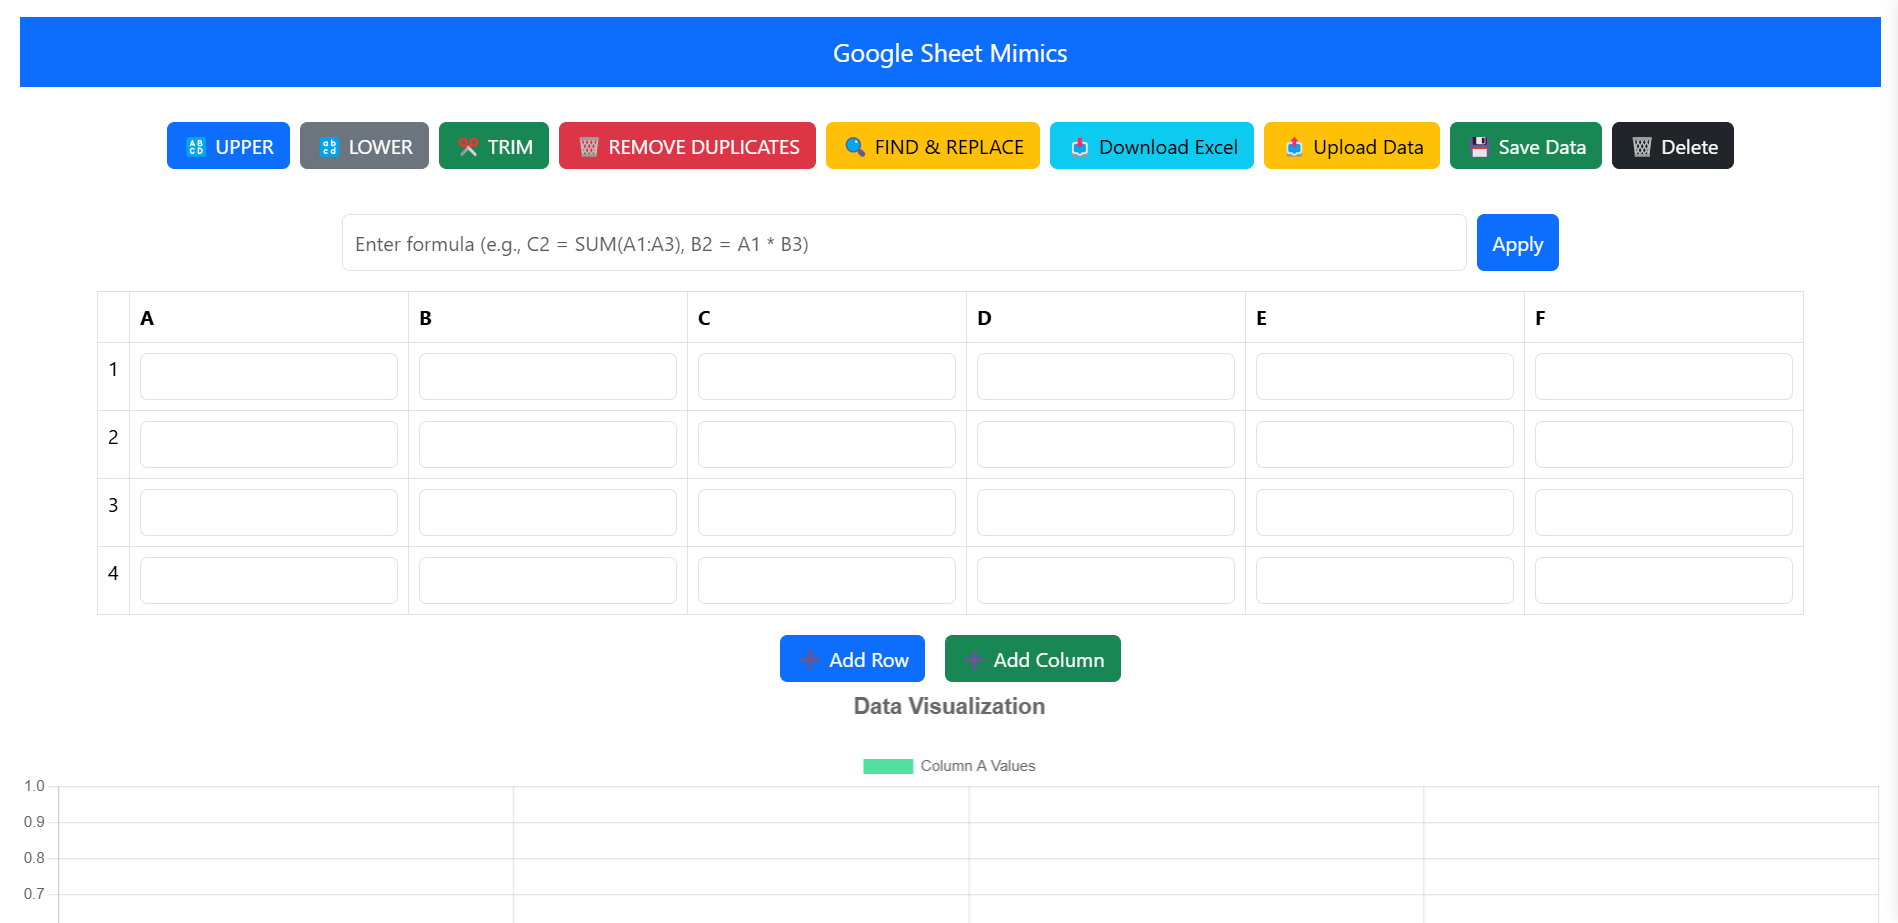 Google Sheet Mimics
🔠 UPPER 🔡 LOWER ✂️ TRIM 🗑️ REMOVE DUPLICATES 🔍 FIND & REPLACE 📥 Download Excel 📤 Upload Data 💾 Save Data 🗑️ Delete
Enter formula (e.g., C2 = SUM(A1:A3), B2 = A1 * B3) Apply
A B C D E F
1
2
3
4
➕ Add Row ➕ Add Column
Data Visualization
Column A Values
1.0
0.9
0.8
0.7